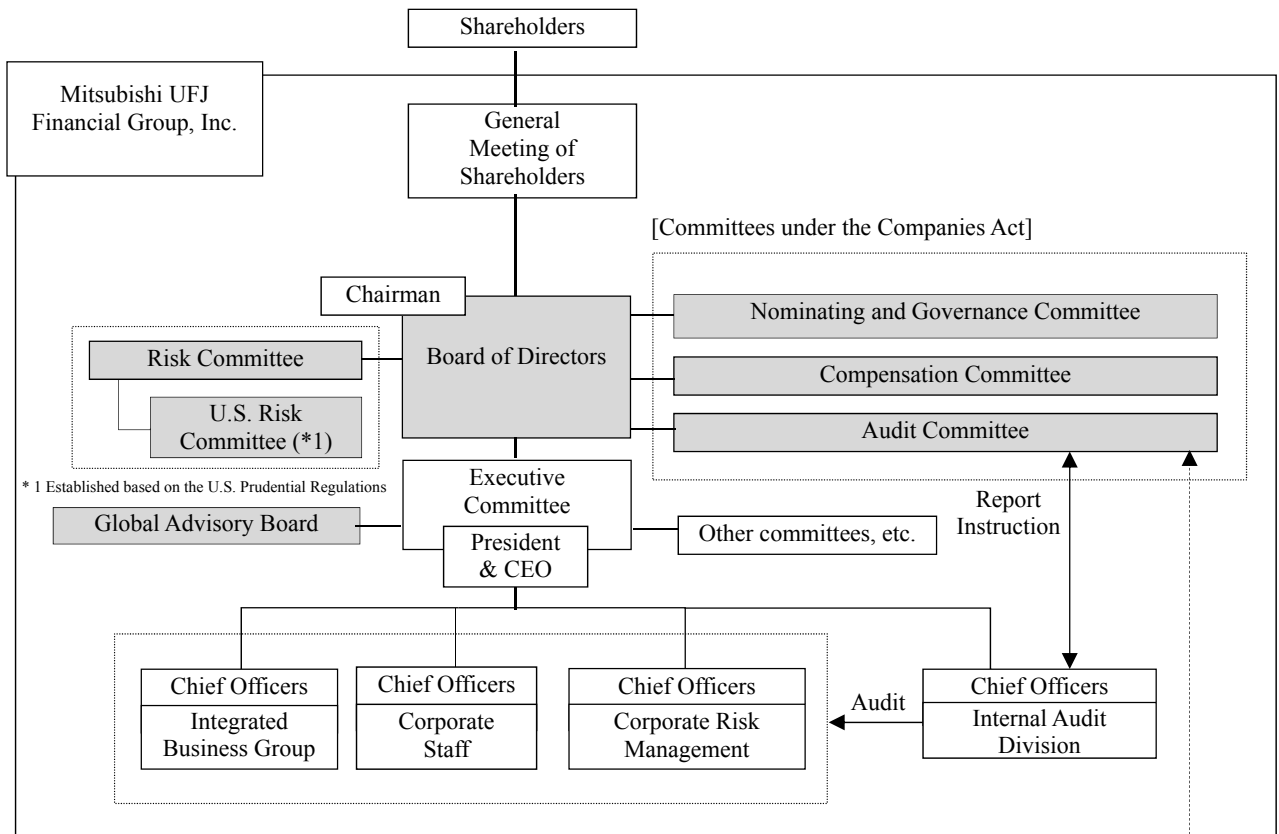 Shareholders
Mitsubishi UFJ
Financial Group, Inc.
General
Meeting of
Shareholders
[Committees under the Companies Act]
Chairman
Nominating and Governance Committee
Risk Committee
Board of Directors
Compensation Committee
U.S. Risk
Committee (*1)
Audit Committee
* 1 Established based on the U.S. Prudential Regulations
Executive
Committee
Report
Instruction
Global Advisory Board
Other committees, etc.
President
& CEO
Chief Officers
Integrated
Business Group
Chief Officers
Corporate
Staff
Chief Officers
Corporate Risk
Management
Audit
Chief Officers
Internal Audit
Division